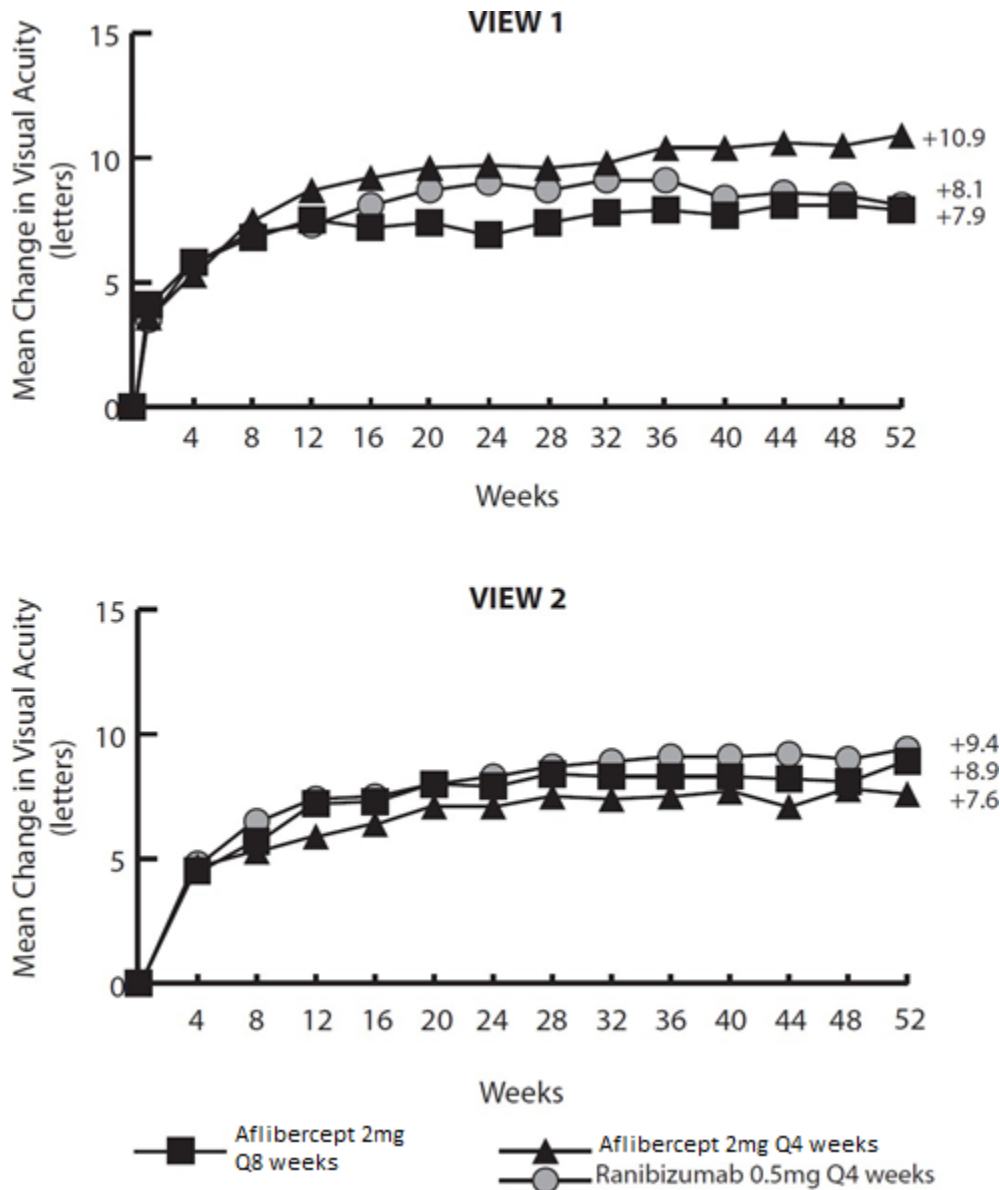 VIEW 1
Mean Change in Visual Acuity
(letters)
15
10
5
0
+10.9
+8.1
+7.9
4 8 12 16 20 24 28 32 36 40 44 48 52
Weeks
VIEW 2
Mean Change in Visual Acuity
(letters)
15
10
5
0
+9.4
+8.9
+7.6
4 8 12 16 20 24 28 32 36 40 44 48 52
Weeks
Aflibercept 2mg
Q8 weeks
Aflibercept 2mg Q4 weeks
Ranibizumab 0.5mg Q4 weeks